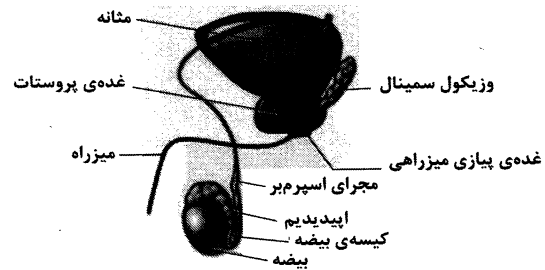 مثانه
وزیکول سمینال
غده‌ی پروستات
غده‌ی پیازی میزراهی
میزراه
مجرای اسپرم‌بر
اپیدیدیم
کیسه‌ی بیضه
بیضه